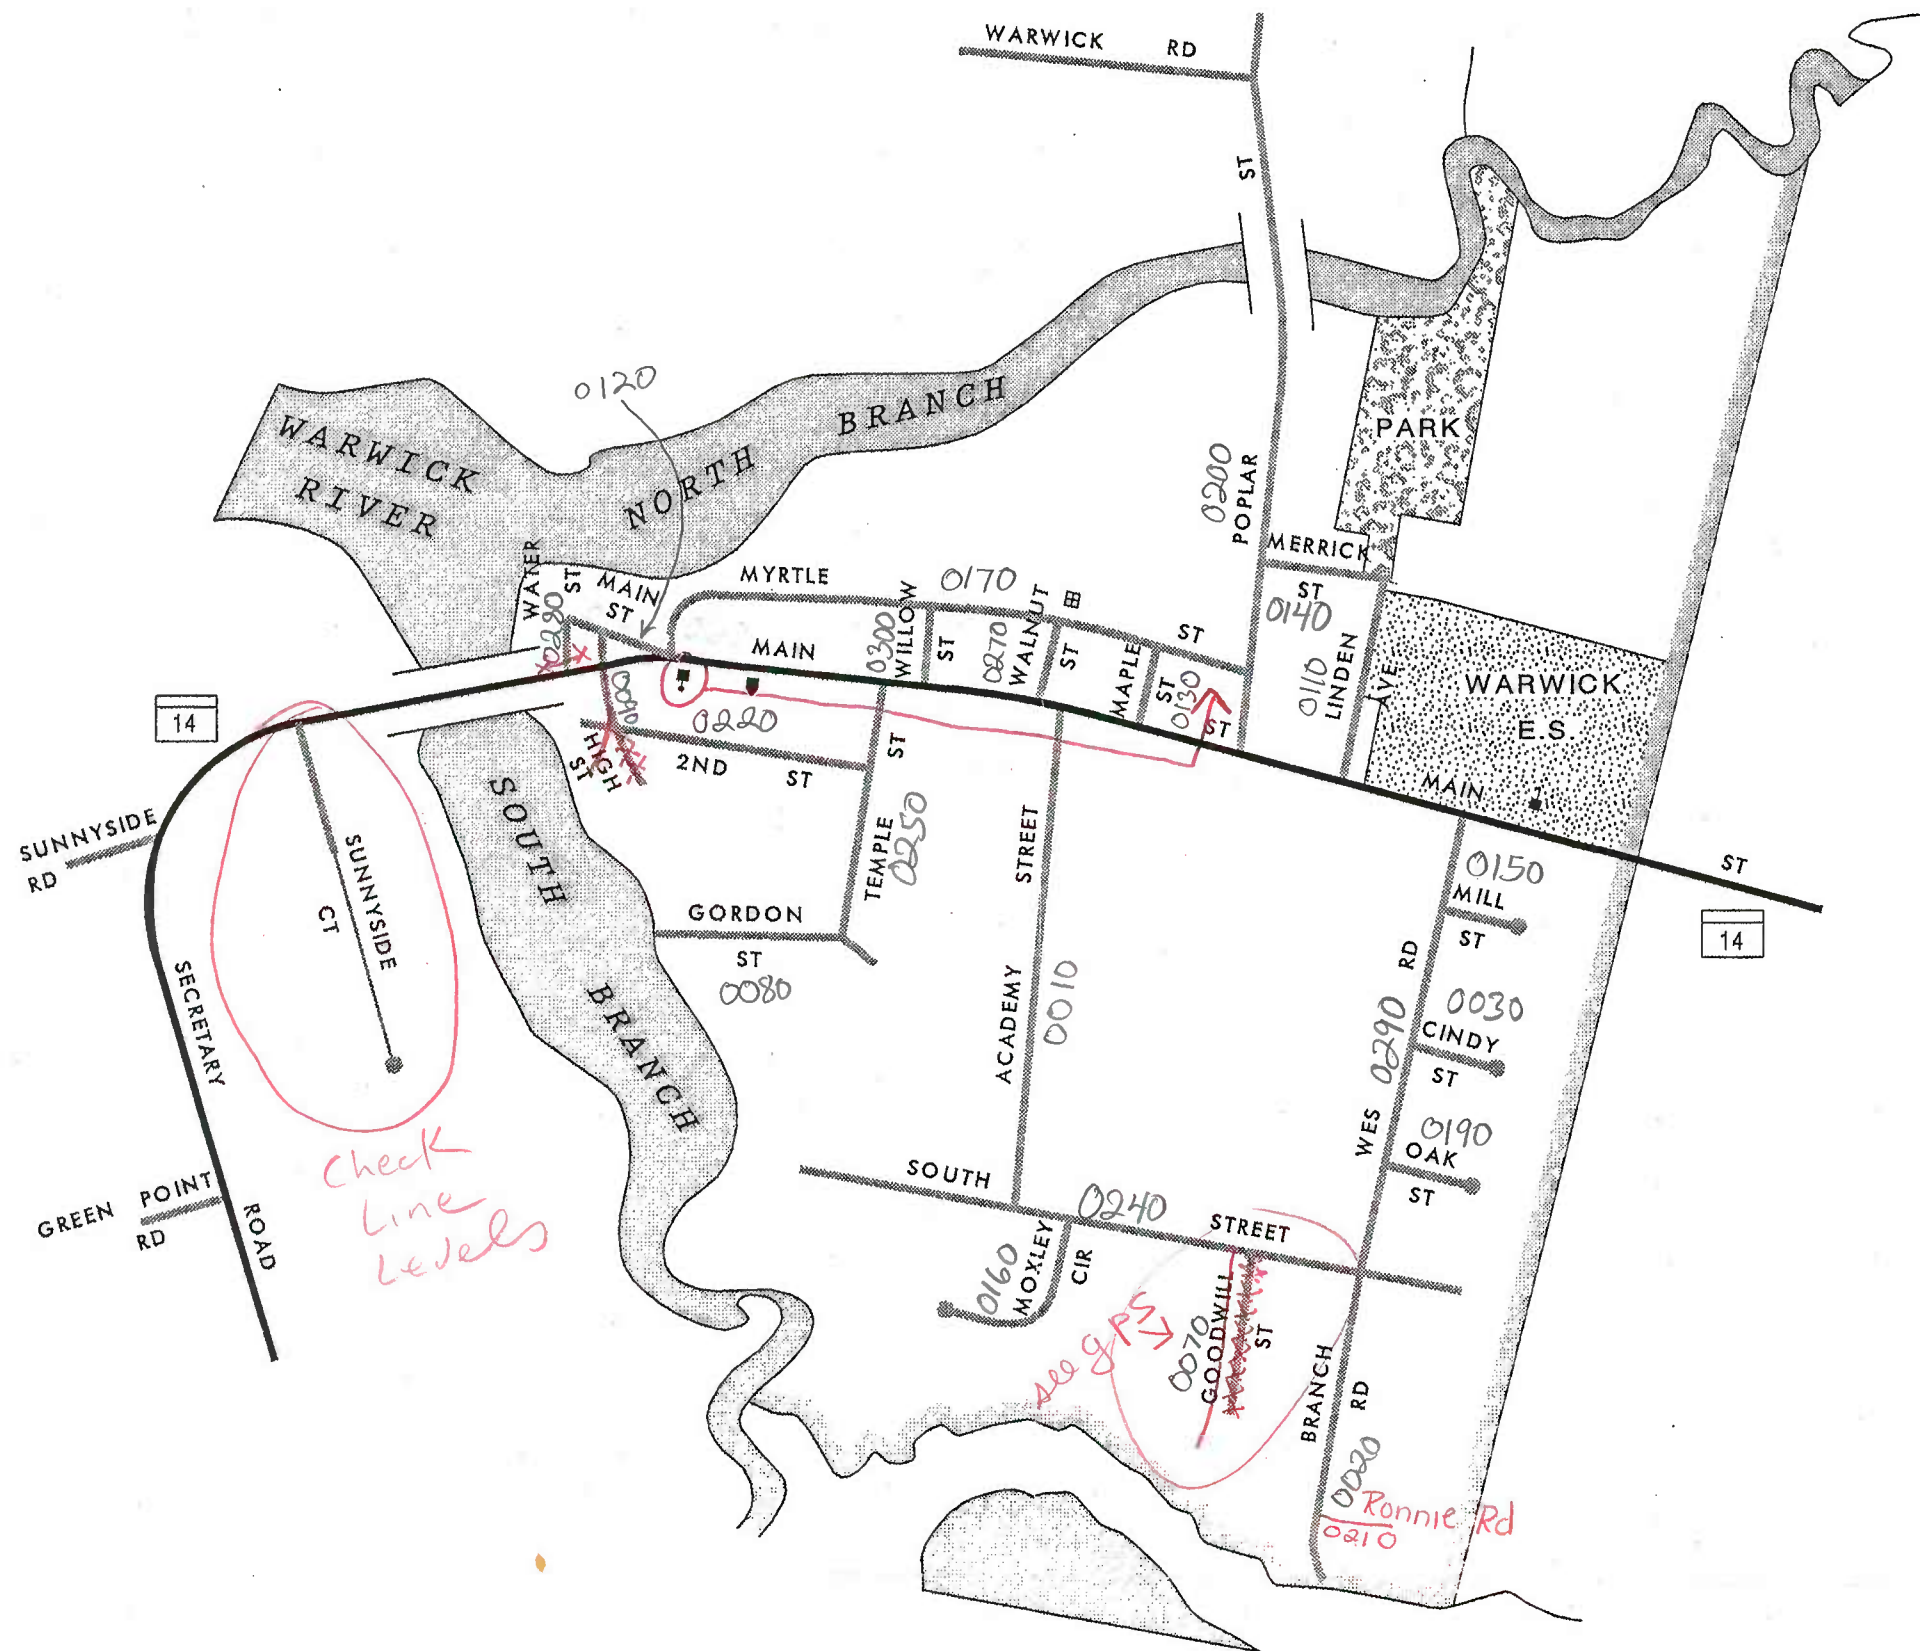 WARWICK RD
ST
0120
WARWICK
RIVER
NORTH BRANCH
PARK
0200
POPLAR
MERRICK
ST
0140
WATER
ST
0280
MAIN
ST
MYRTLE
0170
ST
MAIN
0300
WILLOW
ST
0270
WALNUT
ST
MAPLE
ST
0130
ST
0110
LINDEN
AVE
WARWICK
E.S.
14
0090
0220
HIGH
ST
2ND ST
ST
MAIN
1
ST
14
SUNNYSIDE
RD
SUNNYSIDE
CT
SOUTH
BRANCH
TEMPLE
0250
GORDON
ST
0080
STREET
ACADEMY
0010
0150
MILL
ST
RD
0290
WES
0030
CINDY
ST
0190
OAK
ST
SECRETARY
ROAD
GREEN POINT
RD
Check
Line
Levels
SOUTH
0240
STREET
0160
MOXLEY
CIR
see gps
0070
GOODWILL
ST
BRANCH
RD
0020
Ronnie Rd
0210